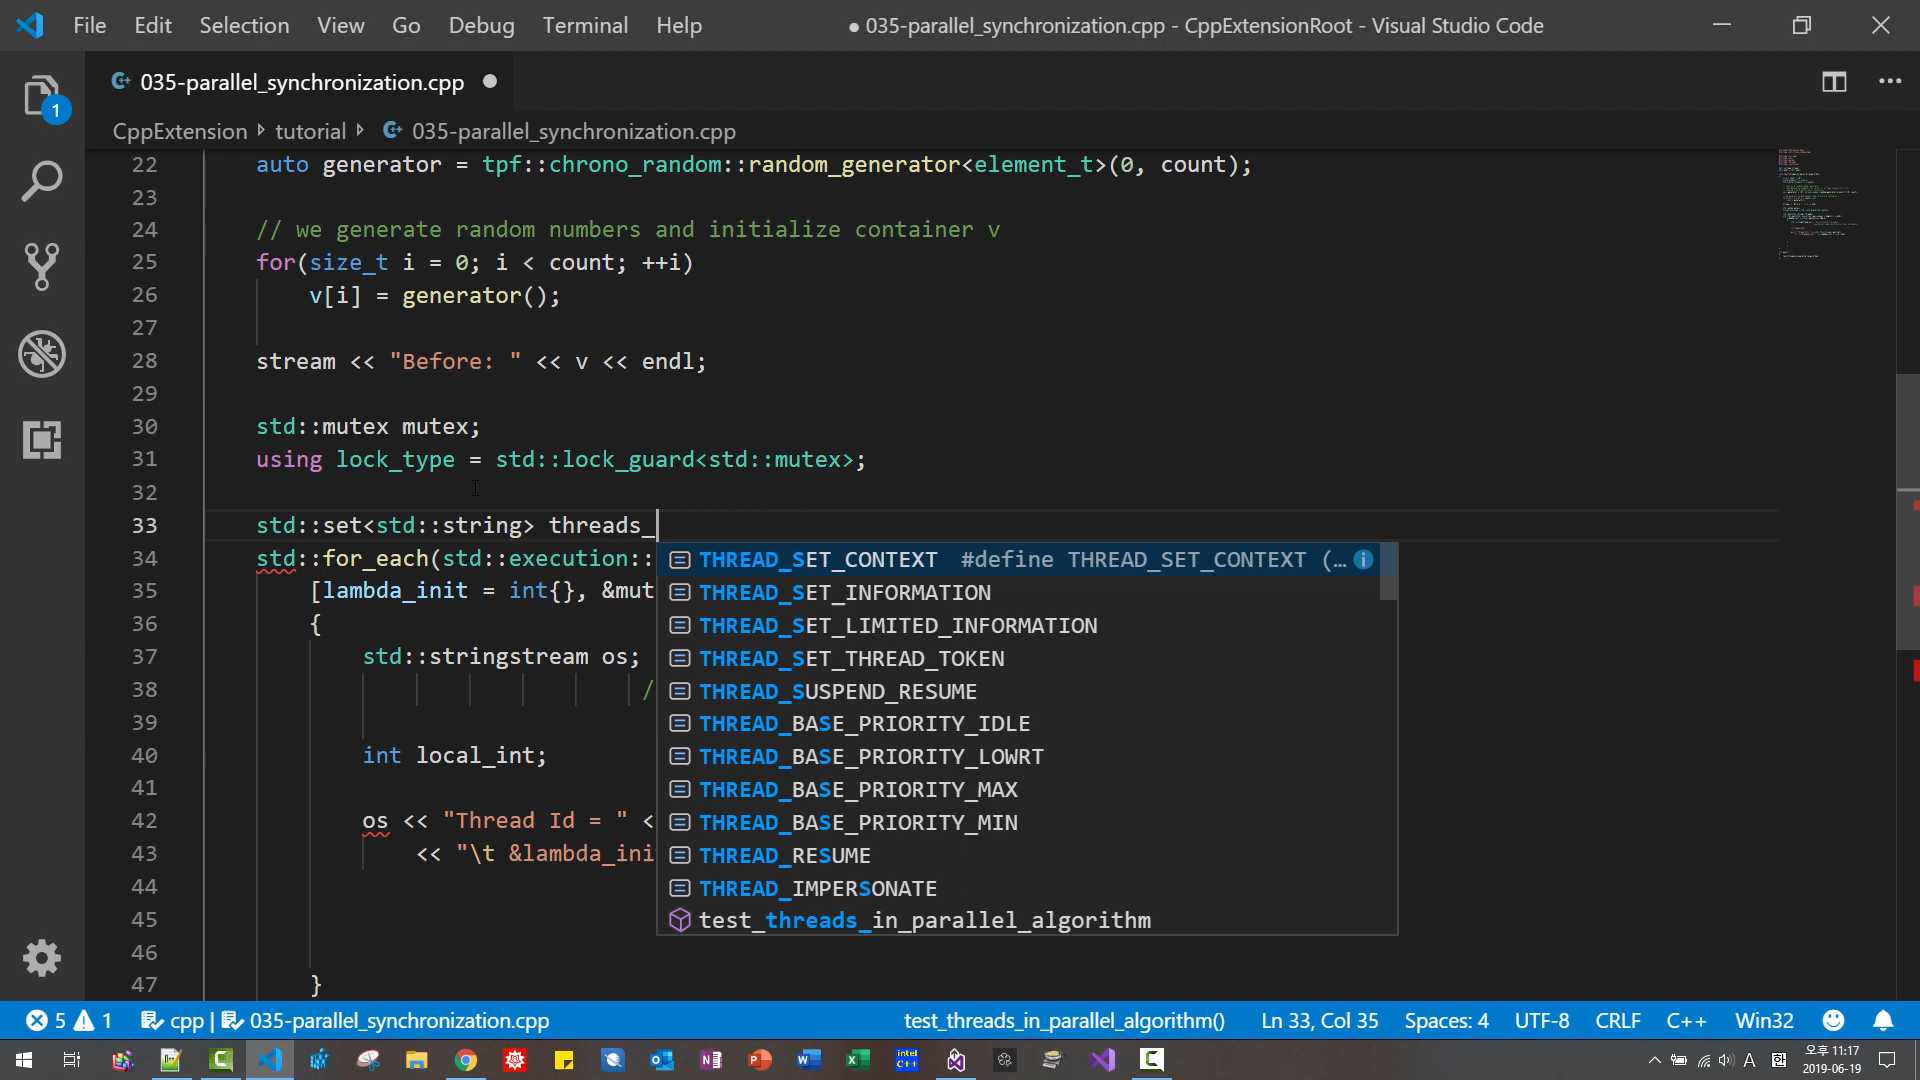 File Edit Selection View Go Debug Terminal Help ● 035-parallel_synchronization.cpp - CppExtensionRoot - Visual Studio Code
1
035-parallel_synchronization.cpp
CppExtension tutorial 035-parallel_synchronization.cpp
22 auto generator = tpf::chrono_random::random_generator<element_t>(0, count);
23
24 // we generate random numbers and initialize container v
25 for(size_t i = 0; i < count; ++i)
26 v[i] = generator();
27
28 stream << "Before: " << v << endl;
29
30 std::mutex mutex;
31 using lock_type = std::lock_guard<std::mutex>;
32
33 std::set<std::string> threads_
34 std::for_each(std::execution::
35 [lambda_init = int{}, &mut
36 {
37 std::stringstream os;
38 /
39
40 int local_int;
41
42 os << "Thread Id = " <
43 << "\t &lambda_ini
44
45
46
47 }
THREAD_SET_CONTEXT #define THREAD_SET_CONTEXT (…
THREAD_SET_INFORMATION
THREAD_SET_LIMITED_INFORMATION
THREAD_SET_THREAD_TOKEN
THREAD_SUSPEND_RESUME
THREAD_BASE_PRIORITY_IDLE
THREAD_BASE_PRIORITY_LOWRT
THREAD_BASE_PRIORITY_MAX
THREAD_BASE_PRIORITY_MIN
THREAD_RESUME
THREAD_IMPERSONATE
test_threads_in_parallel_algorithm
5 1 cpp | 035-parallel_synchronization.cpp test_threads_in_parallel_algorithm() Ln 33, Col 35 Spaces: 4 UTF-8 CRLF C++ Win32
intel C++
A
오후 11:17
2019-06-19